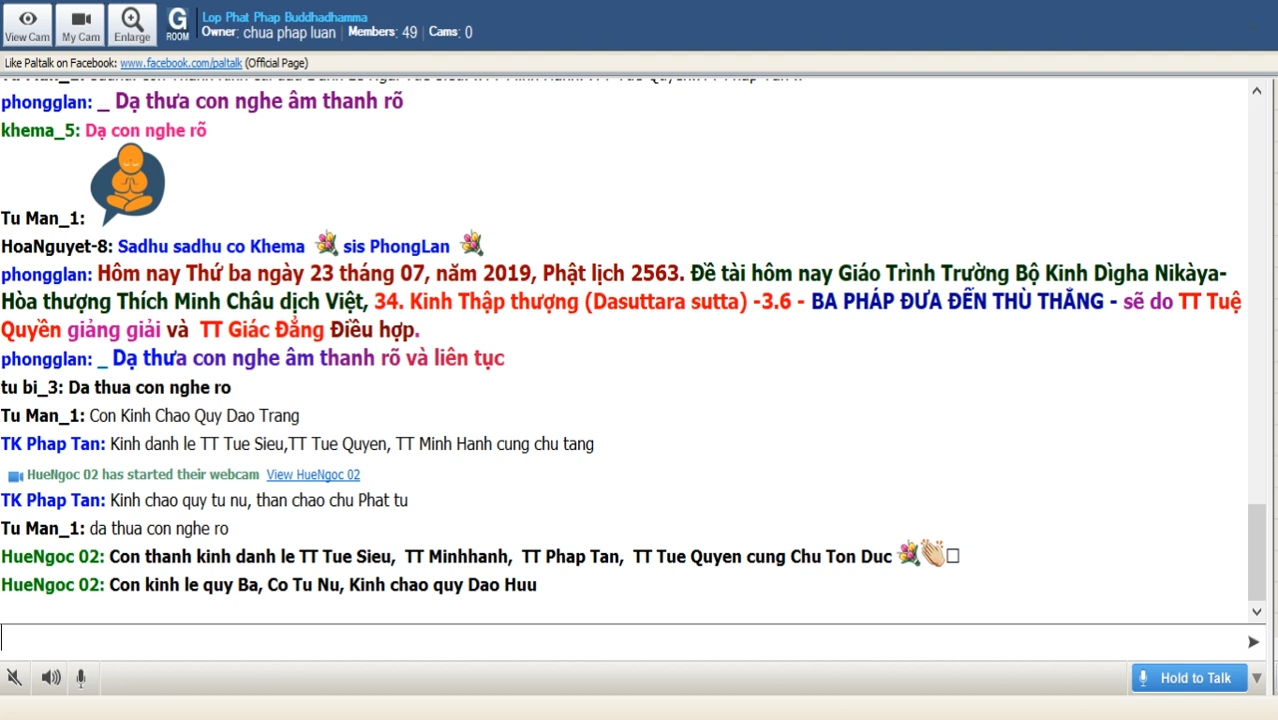 View Cam
My Cam
Enlarge
G
ROOM
Lop Phat Phap Buddhadhamma
Owner: chua phap luan | Members: 49 | Cams: 0
Like Paltalk on Facebook: www.facebook.com/paltalk (Official Page)
phongglan: _ Dạ thưa con nghe âm thanh rõ
khema_5: Dạ con nghe rõ
Tu Man_1:
HoaNguyet-8: Sadhu sadhu co Khema sis PhongLan
phongglan: Hôm nay Thứ ba ngày 23 tháng 07, năm 2019, Phật lịch 2563. Đề tài hôm nay Giáo Trình Trường Bộ Kinh Dìgha Nikàya-
Hòa thượng Thích Minh Châu dịch Việt, 34. Kinh Thập thượng (Dasuttara sutta) -3.6 - BA PHÁP ĐƯA ĐẾN THÙ THẮNG - sẽ do TT Tuệ
Quyền giảng giải và TT Giác Đẳng Điều hợp.
phongglan: _ Dạ thưa con nghe âm thanh rõ và liên tục
tu bi_3: Da thua con nghe ro
Tu Man_1: Con Kinh Chao Quy Dao Trang
TK Phap Tan: Kinh danh le TT Tue Sieu,TT Tue Quyen, TT Minh Hanh cung chu tang
HueNgoc 02 has started their webcam View HueNgoc 02
TK Phap Tan: Kinh chao quy tu nu, than chao chu Phat tu
Tu Man_1: da thua con nghe ro
HueNgoc 02: Con thanh kinh danh le TT Tue Sieu, TT Minhhanh, TT Phap Tan, TT Tue Quyen cung Chu Ton Duc
HueNgoc 02: Con kinh le quy Ba, Co Tu Nu, Kinh chao quy Dao Huu
Hold to Talk